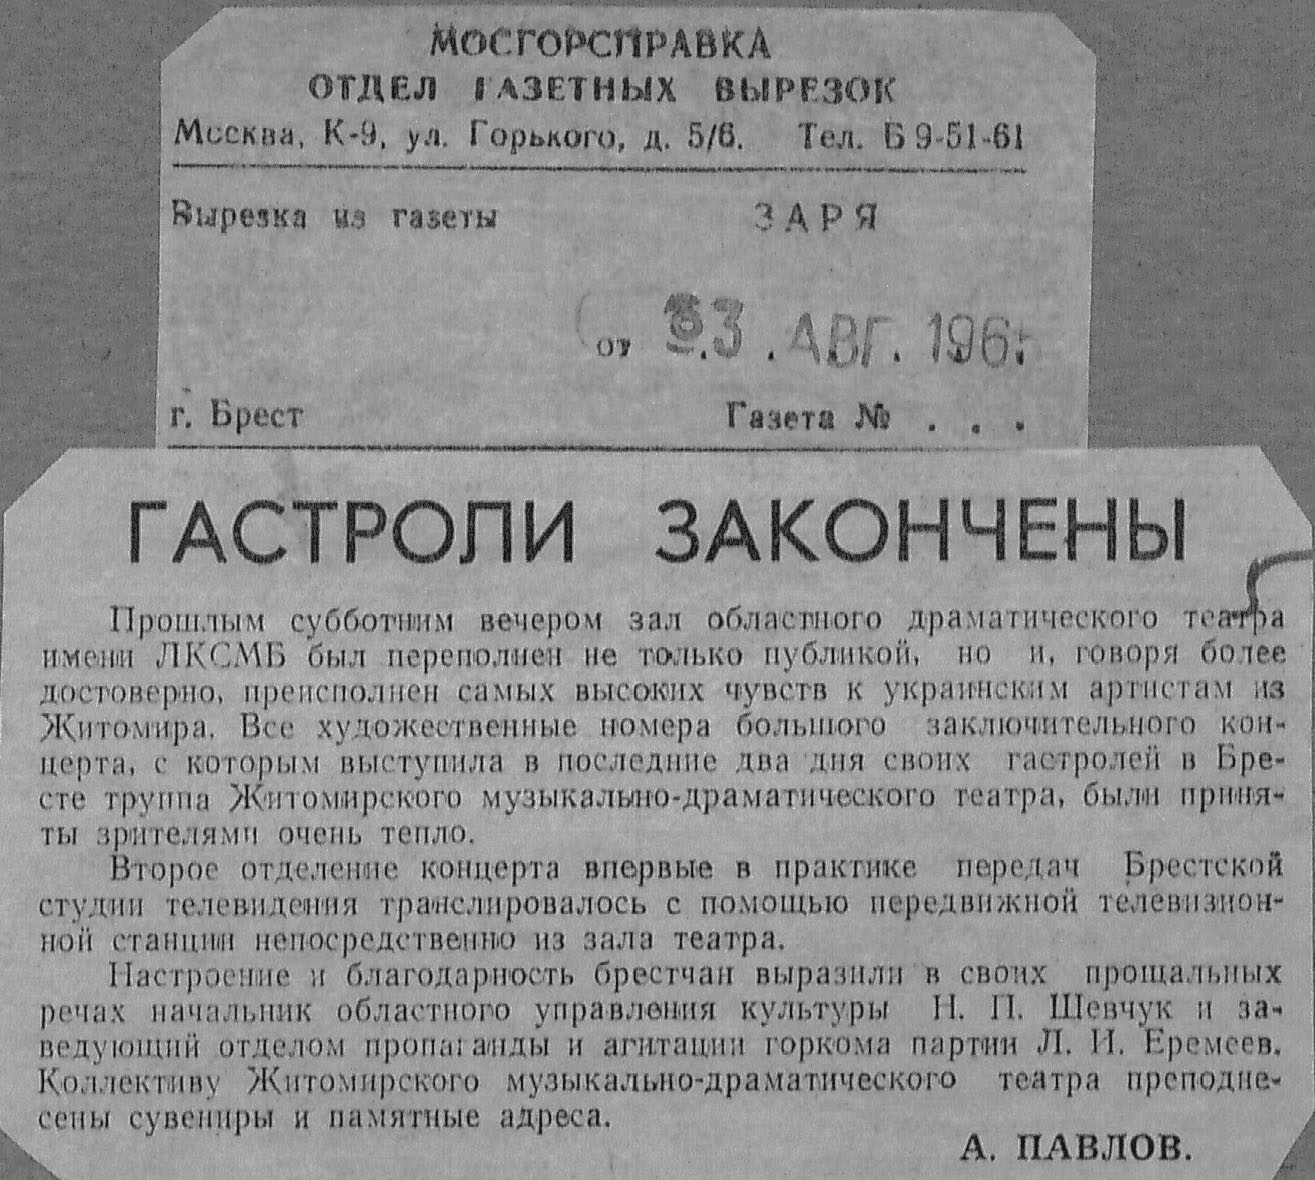 МОСГОРСПРАВКА
ОТДЕЛ ГАЗЕТНЫХ ВЫРЕЗОК
Москва, К-9, ул. Горького, д. 5/6. Тел. Б 9-51-61
Вырезка из газеты ЗАРЯ
от АВГ. 196
г. Брест Газета № . . .
ГАСТРОЛИ ЗАКОНЧЕНЫ
Прошлым субботним вечером зал областного драматического театра
имени ЛКСМБ был переполнен не только публикой, но и, говоря более
достоверно, преисполнен самых высоких чувств к украинским артистам из
Житомира. Все художественные номера большого заключительного кон-
церта, с которым выступила в последние два дня своих гастролей в Бре-
сте труппа Житомирского музыкально-драматического театра, были приня-
ты зрителями очень тепло.
Второе отделение концерта впервые в практике передач Брестской
студии телевидения транслировалось с помощью передвижной телевизион-
ной станции непосредственно из зала театра.
Настроение и благодарность брестчан выразили в своих прощальных
речах начальник областного управления культуры Н. П. Шевчук и за-
ведующий отделом пропаганды и агитации горкома партии Л. И. Еремеев.
Коллективу Житомирского музыкально-драматического театра преподне-
сены сувениры и памятные адреса.
А. ПАВЛОВ.